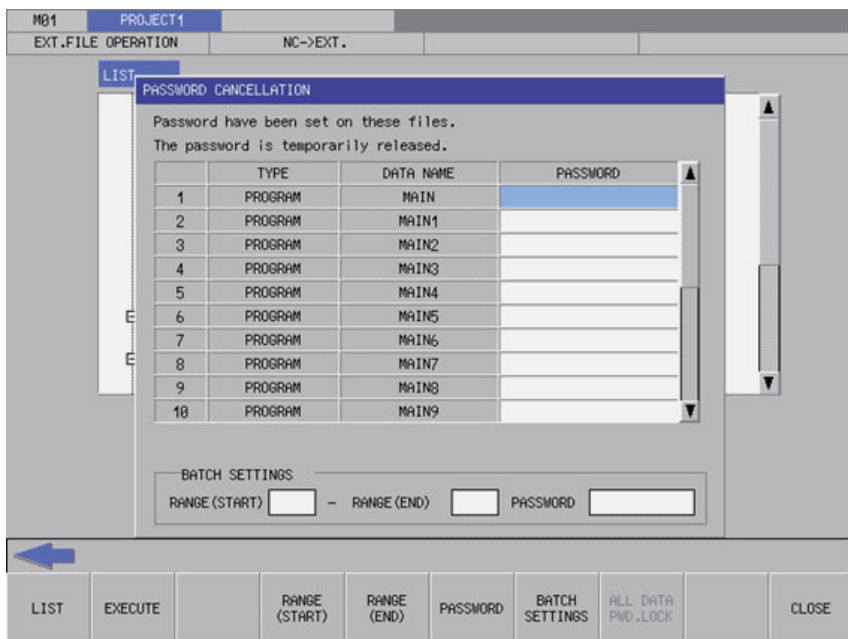 M01 PROJECT1
EXT.FILE OPERATION NC->EXT.
LIST
PASSWORD CANCELLATION
Password have been set on these files.
The password is temporarily released.
TYPE DATA NAME PASSWORD
1 PROGRAM MAIN
2 PROGRAM MAIN1
3 PROGRAM MAIN2
4 PROGRAM MAIN3
5 PROGRAM MAIN4
6 PROGRAM MAIN5
7 PROGRAM MAIN6
8 PROGRAM MAIN7
9 PROGRAM MAIN8
10 PROGRAM MAIN9
BATCH SETTINGS
RANGE(START) – RANGE(END) PASSWORD
LIST EXECUTE RANGE (START) RANGE (END) PASSWORD BATCH SETTINGS ALL DATA PWD.LOCK CLOSE